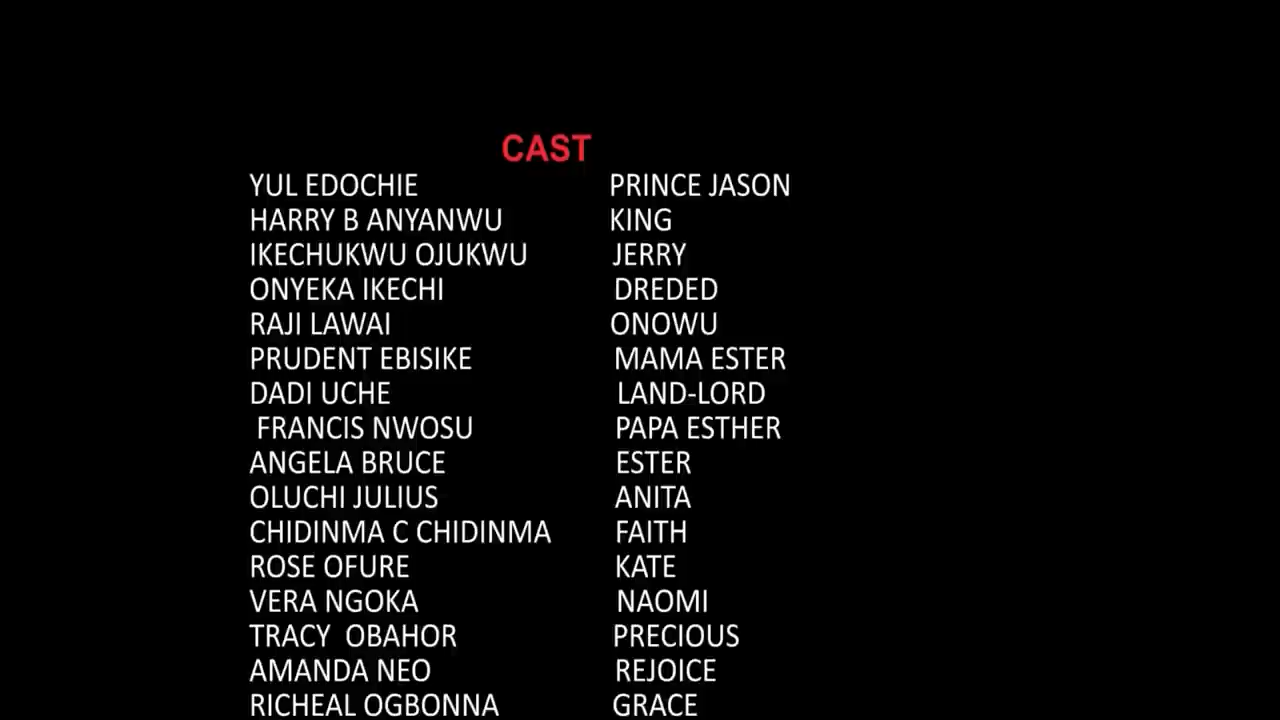 CAST
YUL EDOCHIE PRINCE JASON
HARRY B ANYANWU KING
IKECHUKWU OJUKWU JERRY
ONYEKA IKECHI DREDED
RAJI LAWAI ONOWU
PRUDENT EBISIKE MAMA ESTER
DADI UCHE LAND-LORD
FRANCIS NWOSU PAPA ESTHER
ANGELA BRUCE ESTER
OLUCHI JULIUS ANITA
CHIDINMA C CHIDINMA FAITH
ROSE OFURE KATE
VERA NGOKA NAOMI
TRACY OBAHOR PRECIOUS
AMANDA NEO REJOICE
RICHEAL OGBONNA GRACE